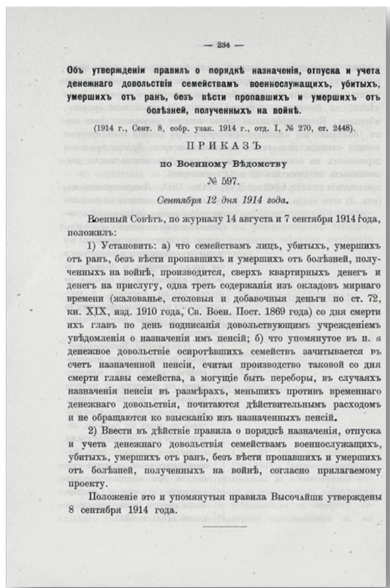 — 234 —
Объ утвержденіи правилъ о порядкѣ назначенія, отпуска и учета
денежнаго довольствія семействамъ военнослужащихъ, убитыхъ,
умершихъ отъ ранъ, безъ вѣсти пропавшихъ и умершихъ отъ
болѣзней, полученныхъ на войнѣ.
(1914 г., Сент. 8, собр. узак. 1914 г., отд. I, № 270, ст. 2448).
ПРИКАЗЪ
по Военному Вѣдомству
№ 597.
Сентября 12 дня 1914 года.
Военный Совѣтъ, по журналу 14 августа и 7 сентября 1914 года,
положилъ:
1) Установить: а) что семействамъ лицъ, убитыхъ, умершихъ
отъ ранъ, безъ вѣсти пропавшихъ и умершихъ отъ болѣзней, полу-
ченныхъ на войнѣ, производится, сверхъ квартирныхъ денегъ и
денегъ на прислугу, одна треть содержанія изъ окладовъ мирнаго
времени (жалованье, столовыя и добавочныя деньги по ст. 72,
кн. XIX, изд. 1910 года, Св. Воен. Пост. 1869 года) со дня смерти
ихъ главъ по день подписанія довольствующимъ учрежденіемъ
увѣдомленія о назначеніи имъ пенсій; б) что упомянутое въ п. а
денежное довольствіе осиротѣвшихъ семействъ зачитывается въ
счетъ назначенной пенсіи, считая производство таковой со дня
смерти главы семейства, а могущіе быть переборы, въ случаяхъ
назначенія пенсіи въ размѣрахъ, меньшихъ противъ временнаго
денежнаго довольствія, почитаются дѣйствительнымъ расходомъ
и не обращаются ко взысканію изъ назначенныхъ пенсій.
2) Ввести въ дѣйствіе правила о порядкѣ назначенія, отпуска
и учета денежнаго довольствія семействамъ военнослужащихъ,
убитыхъ, умершихъ отъ ранъ, безъ вѣсти пропавшихъ и умершихъ
отъ болѣзней, полученныхъ на войнѣ, согласно прилагаемому
проекту.
Положеніе это и упомянутыя правила Высочайше утверждены
8 сентября 1914 года.